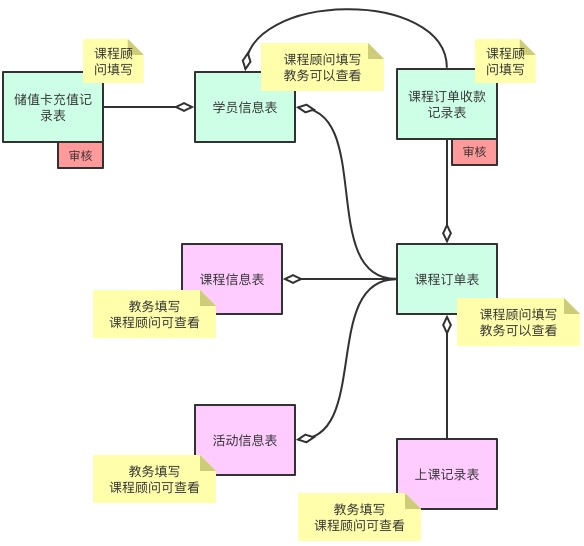 课程顾
问填写
储值卡充值记
录表
审核
课程顾问填写
教务可以查看
学员信息表
课程顾
问填写
课程订单收款
记录表
审核
课程信息表
教务填写
课程顾问可查看
课程订单表
课程顾问填写
教务可以查看
活动信息表
教务填写
课程顾问可查看
上课记录表
教务填写
课程顾问可查看